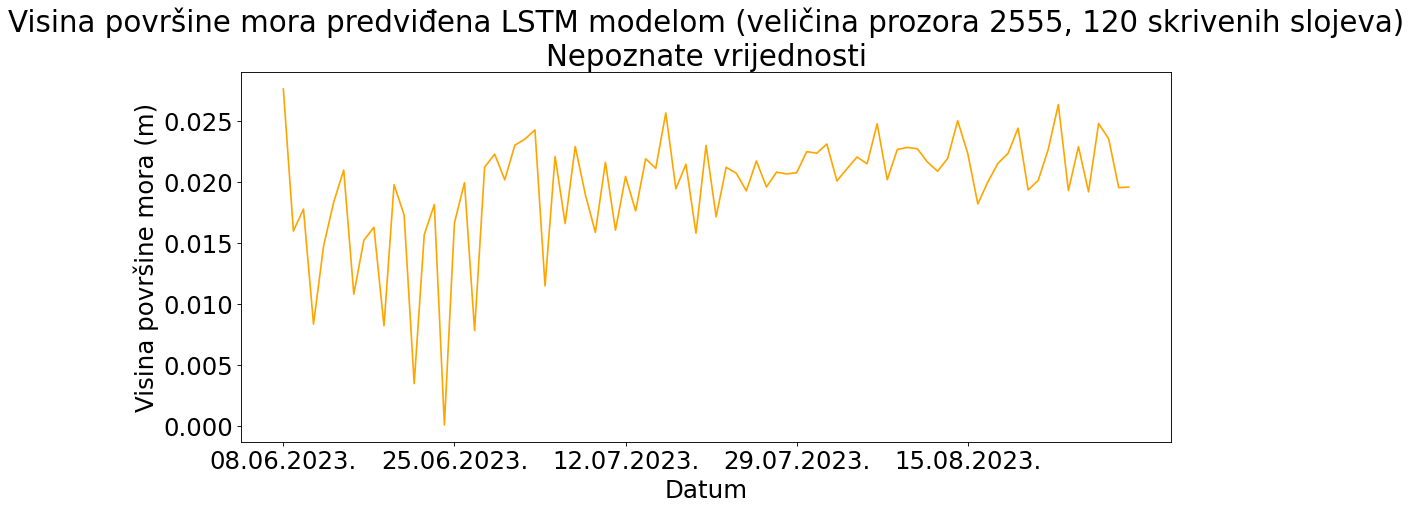 Visina površine mora predviđena LSTM modelom (veličina prozora 2555, 120 skrivenih slojeva)
Nepoznate vrijednosti
Visina površine mora (m)
0.025
0.020
0.015
0.010
0.005
0.000
08.06.2023. 25.06.2023. 12.07.2023. 29.07.2023. 15.08.2023.
Datum